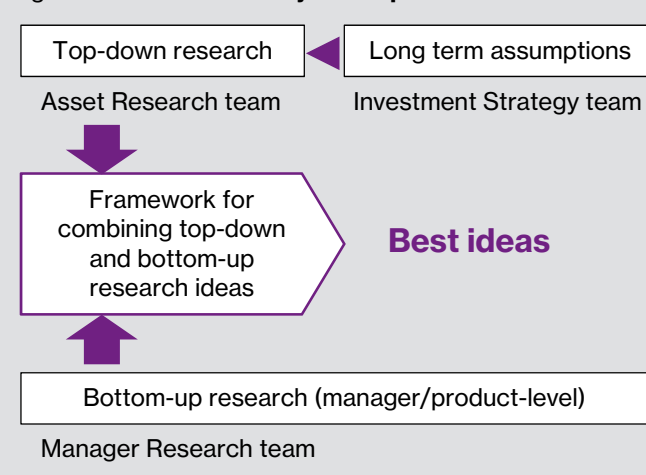 Top-down research
Long term assumptions
Asset Research team
Investment Strategy team
Framework for
combining top-down
and bottom-up
research ideas
Best ideas
Bottom-up research (manager/product-level)
Manager Research team